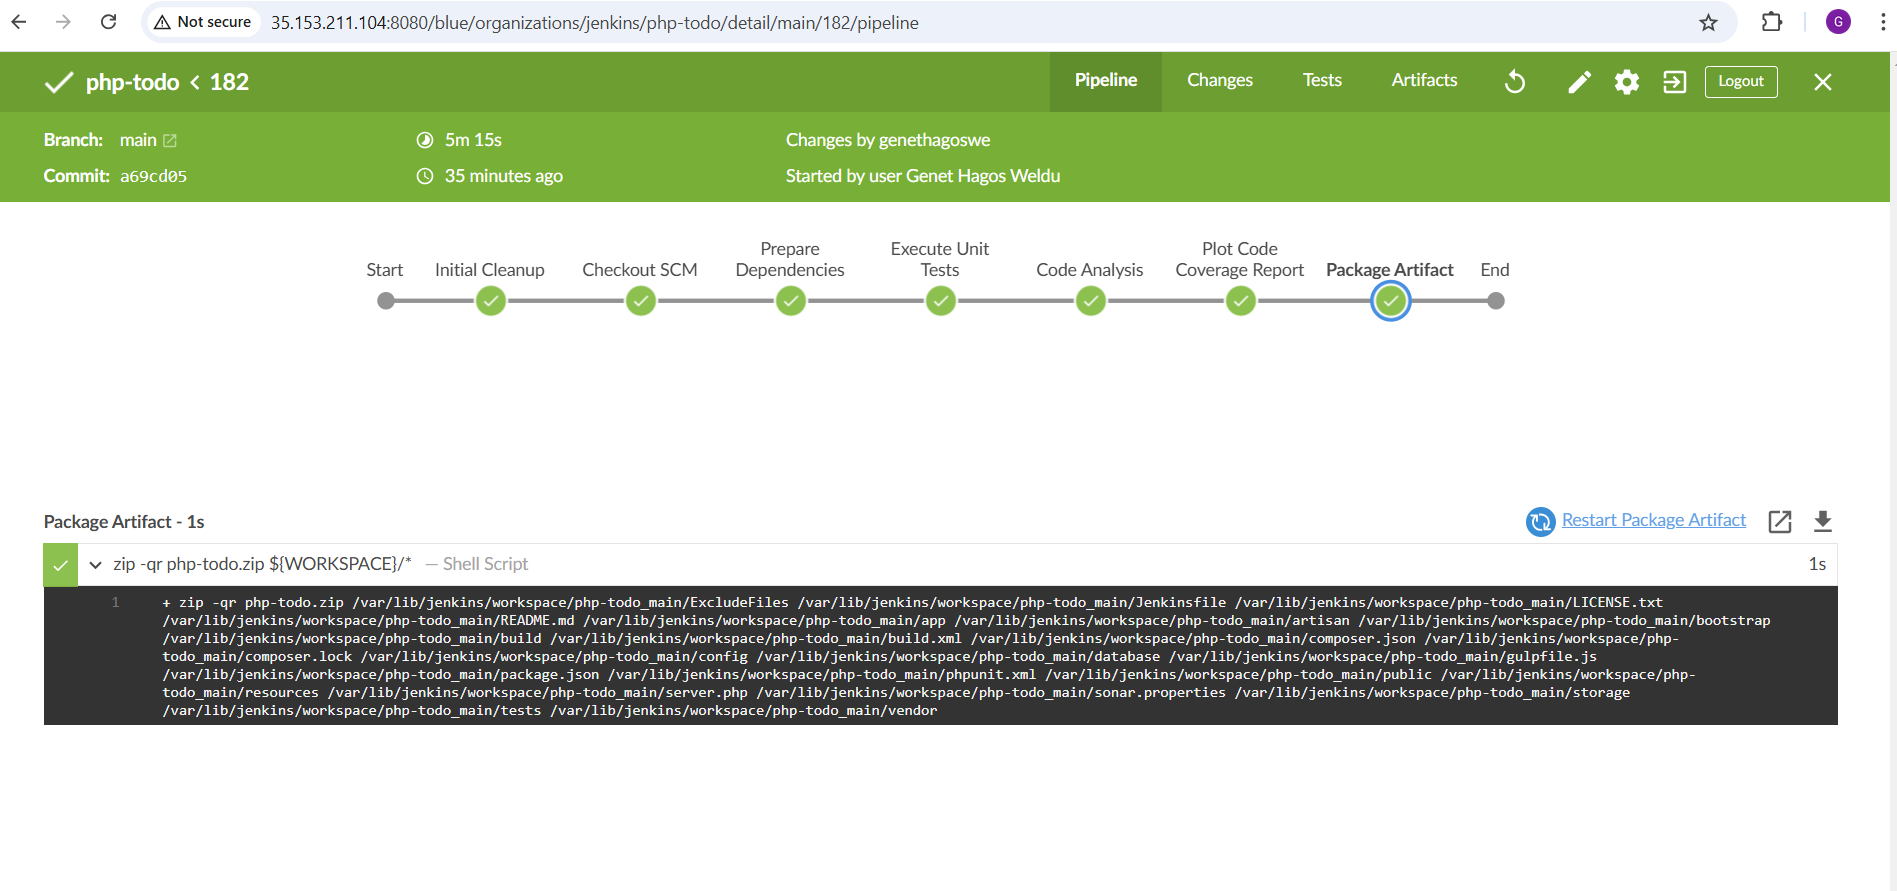 Not secure 35.153.211.104:8080/blue/organizations/jenkins/php-todo/detail/main/182/pipeline G
php-todo < 182 Pipeline Changes Tests Artifacts Logout
Branch: main 5m 15s Changes by genethagoswe
Commit: a69cd05 35 minutes ago Started by user Genet Hagos Weldu
Start
Initial Cleanup
Checkout SCM
Prepare
Dependencies
Execute Unit
Tests
Code Analysis
Plot Code
Coverage Report
Package Artifact
End
Package Artifact - 1s Restart Package Artifact
zip -qr php-todo.zip ${WORKSPACE}/* — Shell Script 1s
1 + zip -qr php-todo.zip /var/lib/jenkins/workspace/php-todo_main/ExcludeFiles /var/lib/jenkins/workspace/php-todo_main/Jenkinsfile /var/lib/jenkins/workspace/php-todo_main/LICENSE.txt
/var/lib/jenkins/workspace/php-todo_main/README.md /var/lib/jenkins/workspace/php-todo_main/app /var/lib/jenkins/workspace/php-todo_main/artisan /var/lib/jenkins/workspace/php-todo_main/bootstrap
/var/lib/jenkins/workspace/php-todo_main/build /var/lib/jenkins/workspace/php-todo_main/build.xml /var/lib/jenkins/workspace/php-todo_main/composer.json /var/lib/jenkins/workspace/php-
todo_main/composer.lock /var/lib/jenkins/workspace/php-todo_main/config /var/lib/jenkins/workspace/php-todo_main/database /var/lib/jenkins/workspace/php-todo_main/gulpfile.js
/var/lib/jenkins/workspace/php-todo_main/package.json /var/lib/jenkins/workspace/php-todo_main/phpunit.xml /var/lib/jenkins/workspace/php-todo_main/public /var/lib/jenkins/workspace/php-
todo_main/resources /var/lib/jenkins/workspace/php-todo_main/server.php /var/lib/jenkins/workspace/php-todo_main/sonar.properties /var/lib/jenkins/workspace/php-todo_main/storage
/var/lib/jenkins/workspace/php-todo_main/tests /var/lib/jenkins/workspace/php-todo_main/vendor